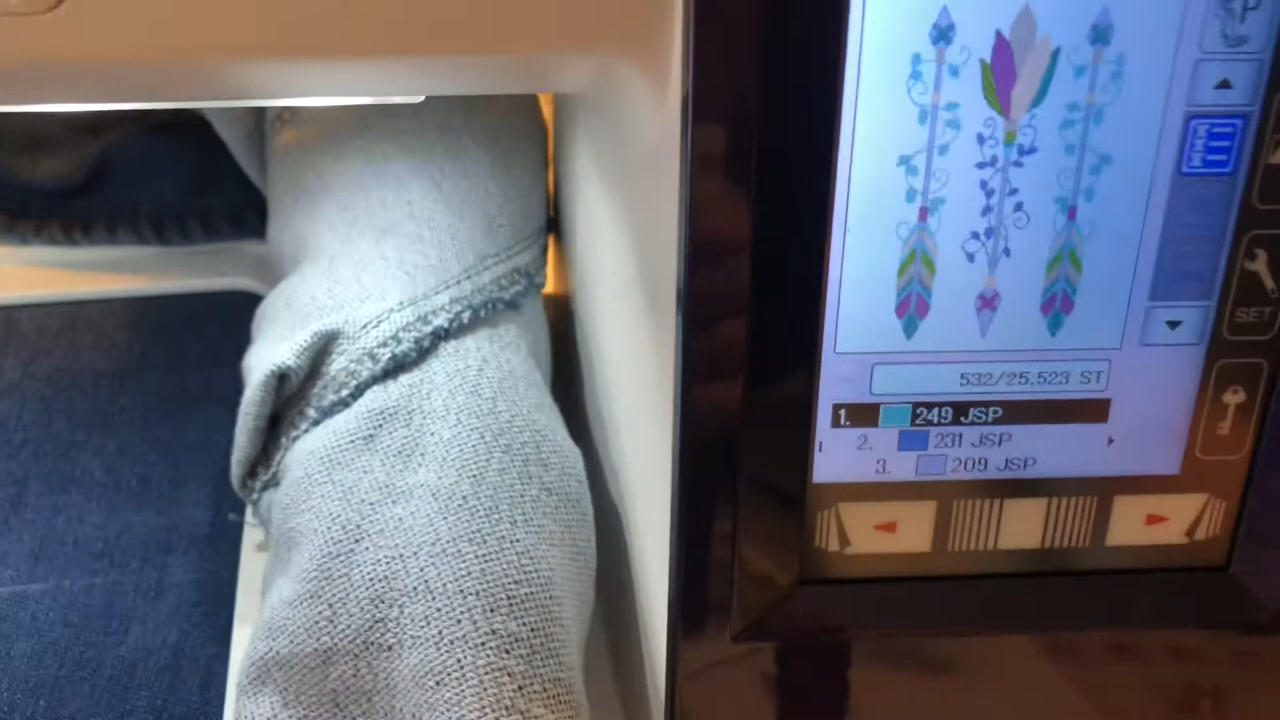 P
532/25,523 ST
1. 249 JSP
2. 231 JSP
3. 209 JSP
SET